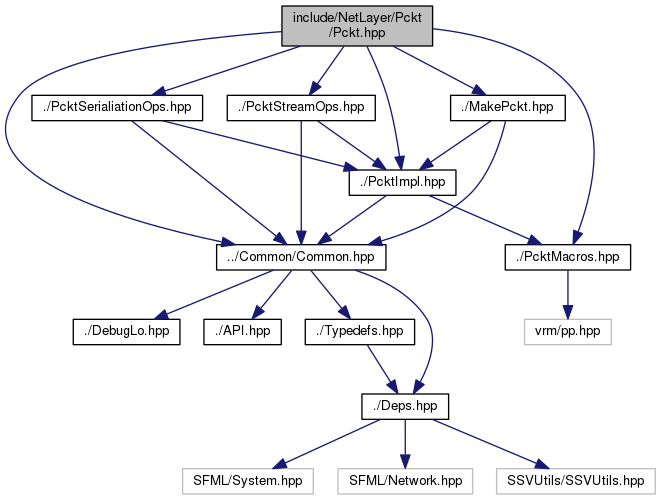 include/NetLayer/Pckt
/Pckt.hpp
./PcktSerialiationOps.hpp
./PcktStreamOps.hpp
./MakePckt.hpp
./PcktImpl.hpp
../Common/Common.hpp
./PcktMacros.hpp
./DebugLo.hpp
./API.hpp
./Typedefs.hpp
vrm/pp.hpp
./Deps.hpp
SFML/System.hpp
SFML/Network.hpp
SSVUtils/SSVUtils.hpp